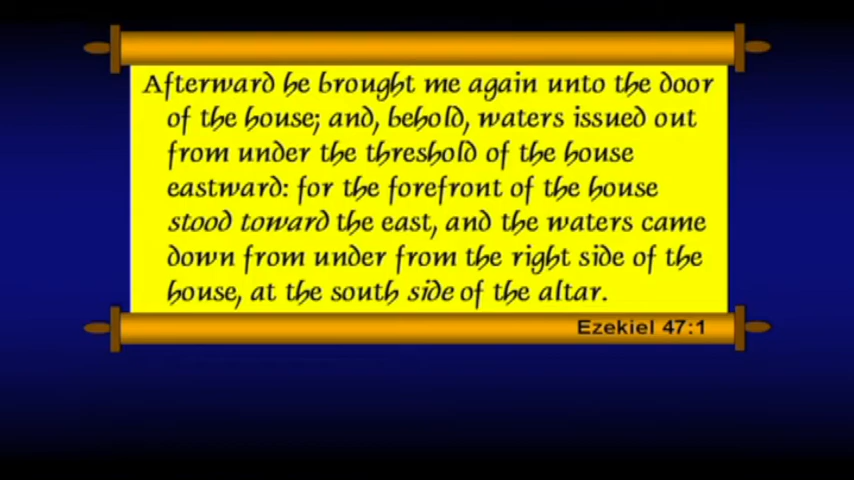 Afterward he brought me again unto the door
of the house; and, behold, waters issued out
from under the threshold of the house
eastward: for the forefront of the house
stood toward the east, and the waters came
down from under from the right side of the
house, at the south side of the altar.
Ezekiel 47:1